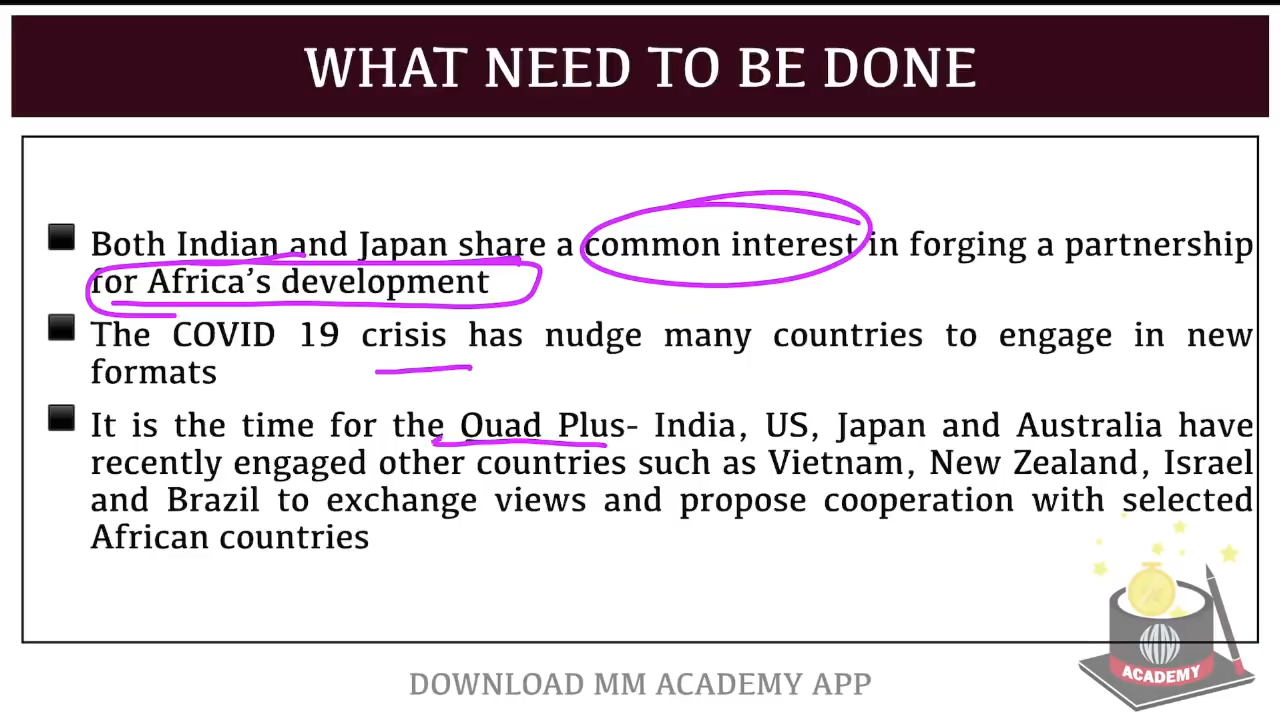 WHAT NEED TO BE DONE
Both Indian and Japan share a common interest in forging a partnership
for Africa's development
The COVID 19 crisis has nudge many countries to engage in new
formats
It is the time for the Quad Plus- India, US, Japan and Australia have
recently engaged other countries such as Vietnam, New Zealand, Israel
and Brazil to exchange views and propose cooperation with selected
African countries
ACADEMY
DOWNLOAD MM ACADEMY APP